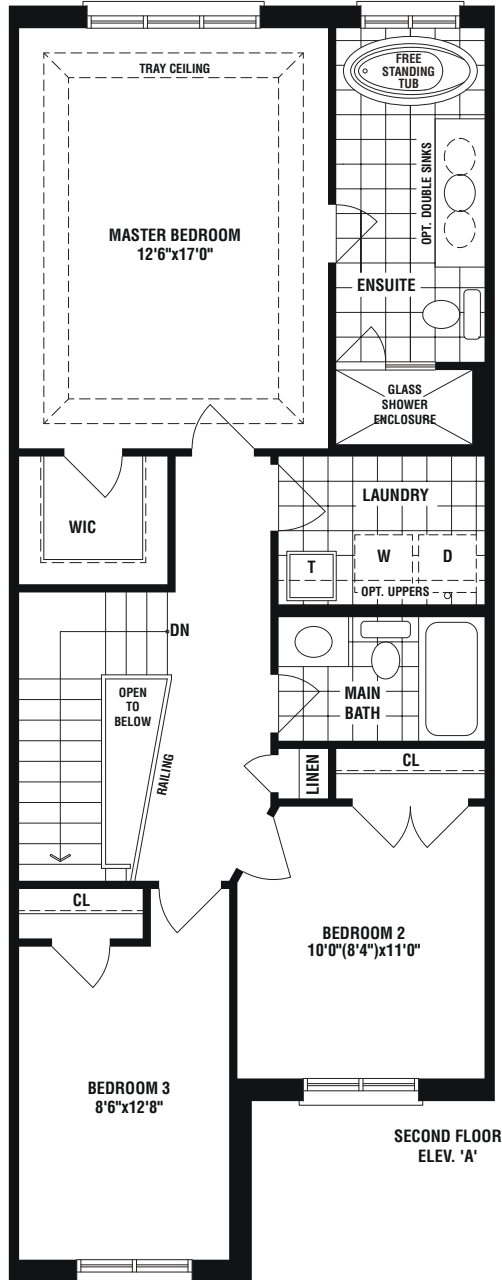 TRAY CEILING
FREE
STANDING
TUB
OPT. DOUBLE SINKS
MASTER BEDROOM
12'6"x17'0"
ENSUITE
GLASS
SHOWER
ENCLOSURE
WIC
LAUNDRY
T
W
D
OPT. UPPERS
DN
OPEN
TO
BELOW
RAILING
MAIN
BATH
LINEN
CL
CL
BEDROOM 2
10'0"(8'4")x11'0"
BEDROOM 3
8'6"x12'8"
SECOND FLOOR
ELEV. 'A'